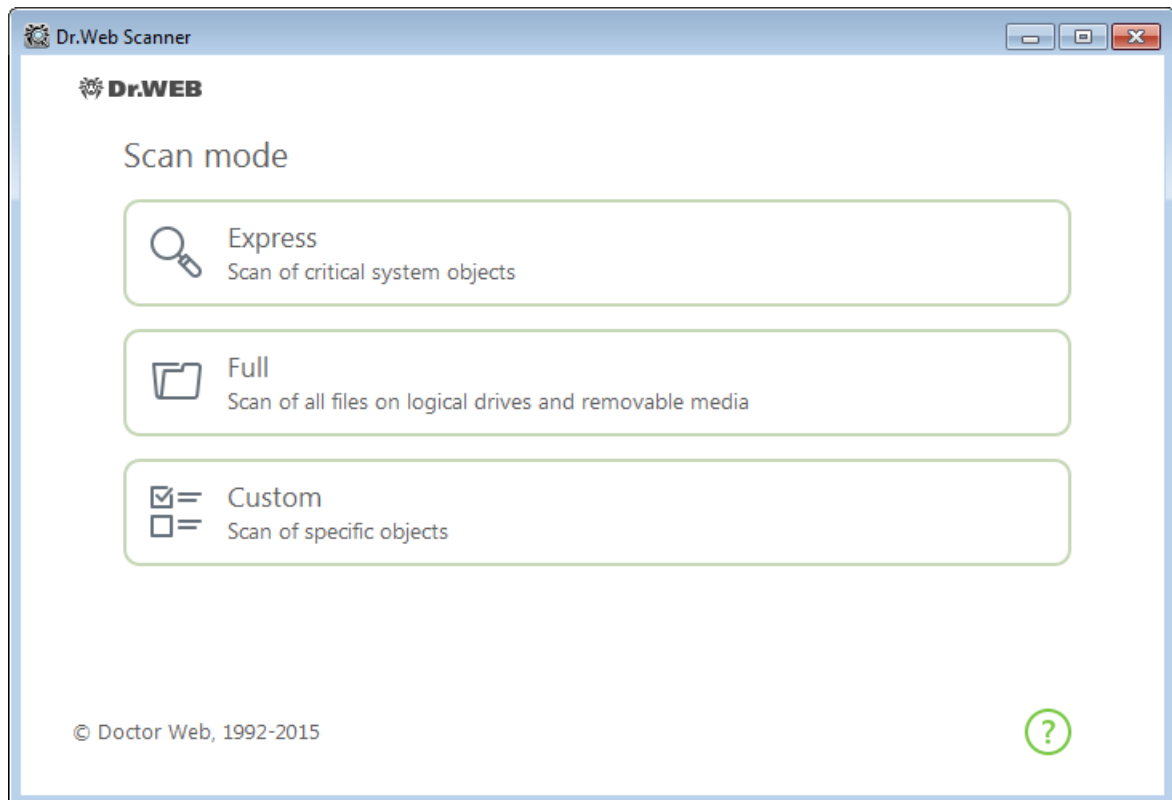 Dr.Web Scanner
Dr.WEB
Scan mode
Express
Scan of critical system objects
Full
Scan of all files on logical drives and removable media
Custom
Scan of specific objects
© Doctor Web, 1992-2015
?